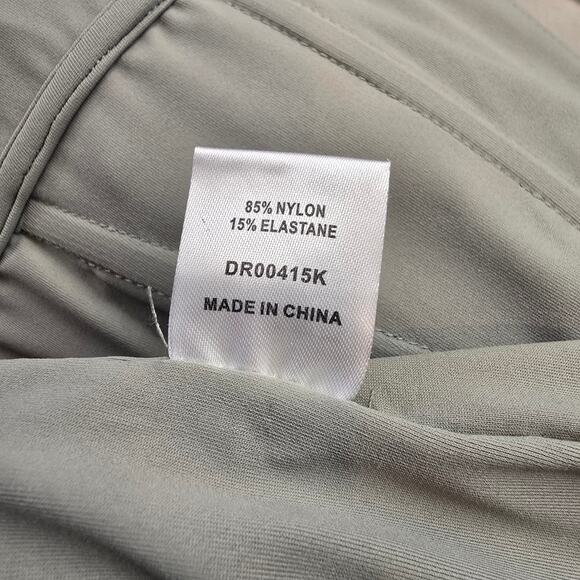 85% NYLON
15% ELASTANE
DR00415K
MADE IN CHINA